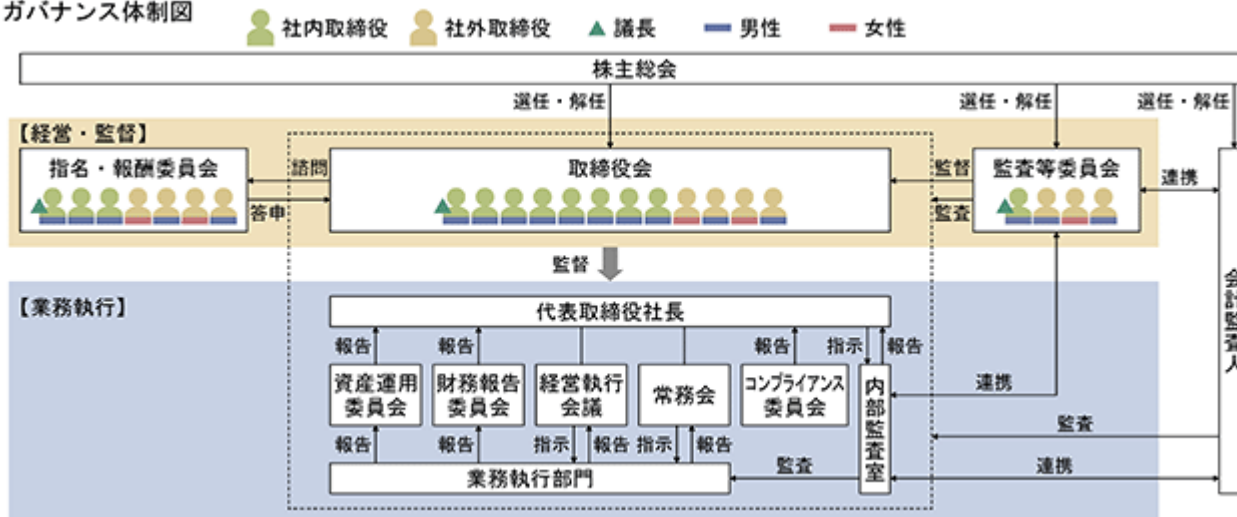 ガバナンス体制図
社内取締役 社外取締役 議長 男性 女性
株主総会
選任・解任 選任・解任 選任・解任
【経営・監督】
指名・報酬委員会 諮問 取締役会 監督 監査等委員会 連携
答申 監査
監督
【業務執行】
代表取締役社長
報告 報告 報告 指示 報告
資産運用
委員会
財務報告
委員会
経営執行
会議
常務会
コンプライアンス
委員会
内部監査室
連携
会計監査人
報告 報告 指示 報告 指示 報告 監査
業務執行部門 監査 連携